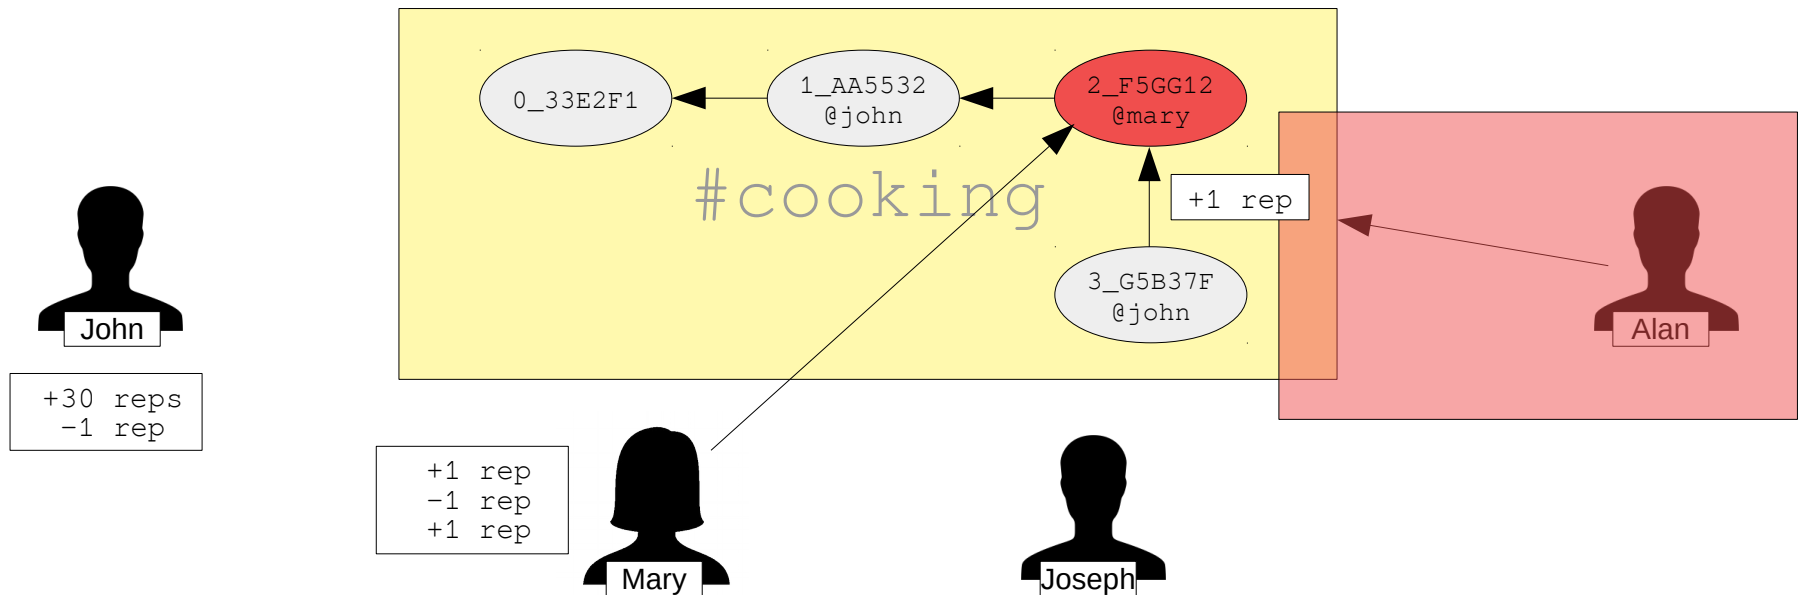 0_33E2F1
1_AA5532
@john
2_F5GG12
@mary
#cooking
+1 rep
3_G5B37F
@john
John
+30 reps
-1 rep
Alan
+1 rep
-1 rep
+1 rep
Mary
Joseph